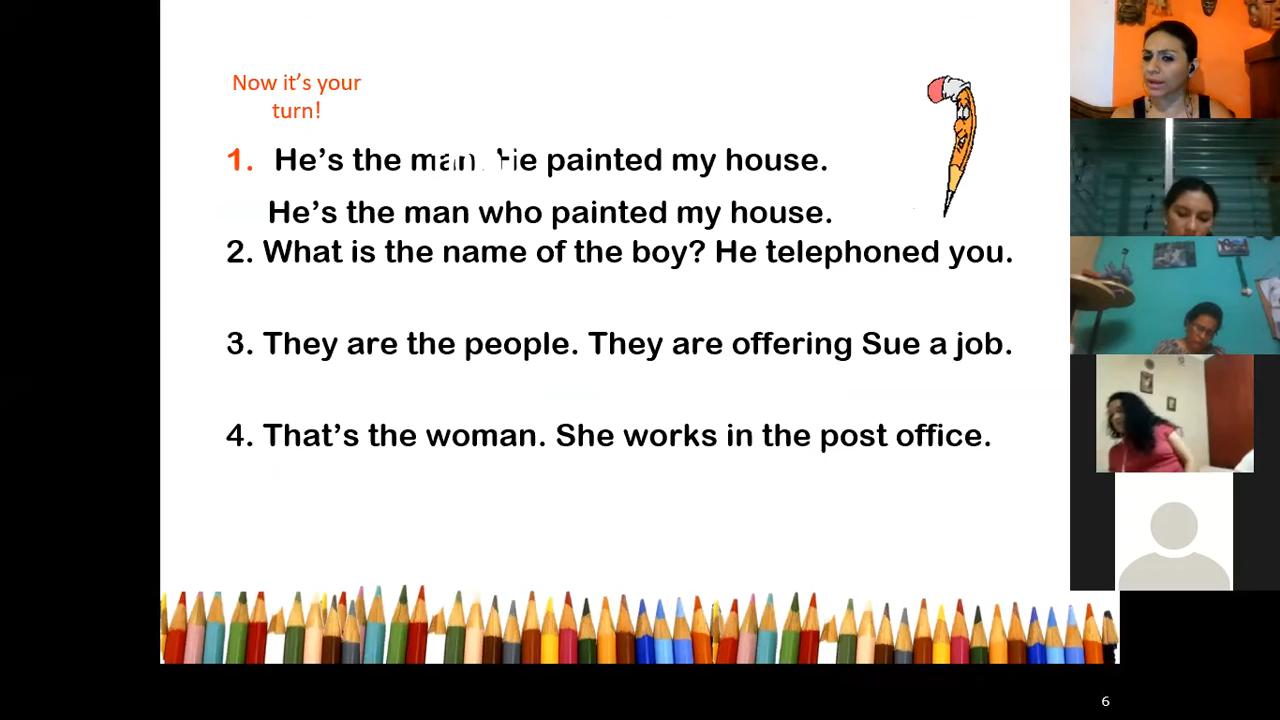 Now it's your
turn!
1. He's the man. He painted my house.
He's the man who painted my house.
2. What is the name of the boy? He telephoned you.
3. They are the people. They are offering Sue a job.
4. That's the woman. She works in the post office.
6